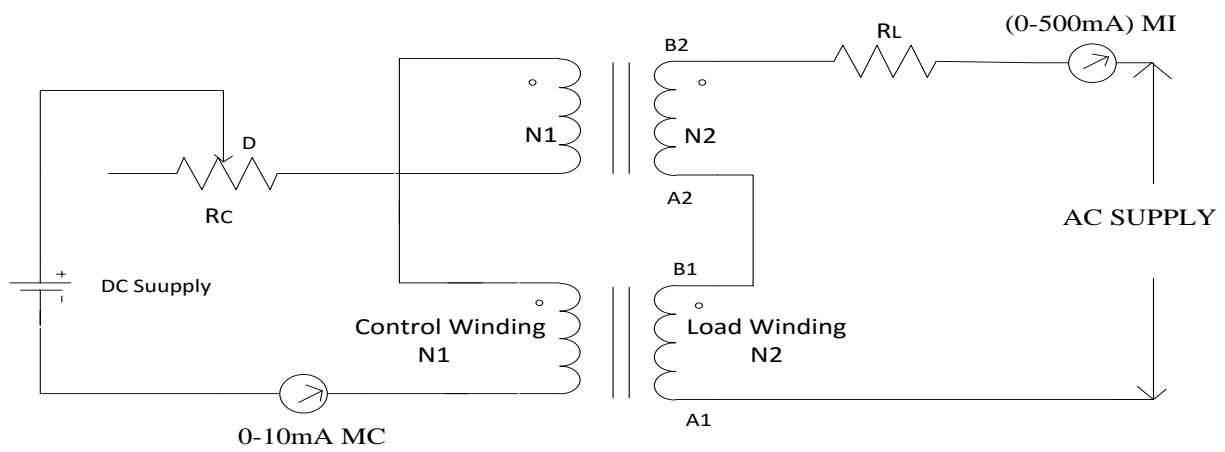 (0-500mA) MI
RL
B2
D
N1
N2
RC
A2
AC SUPPLY
B1
+
-
DC Suupply
Control Winding
N1
Load Winding
N2
A1
0-10mA MC